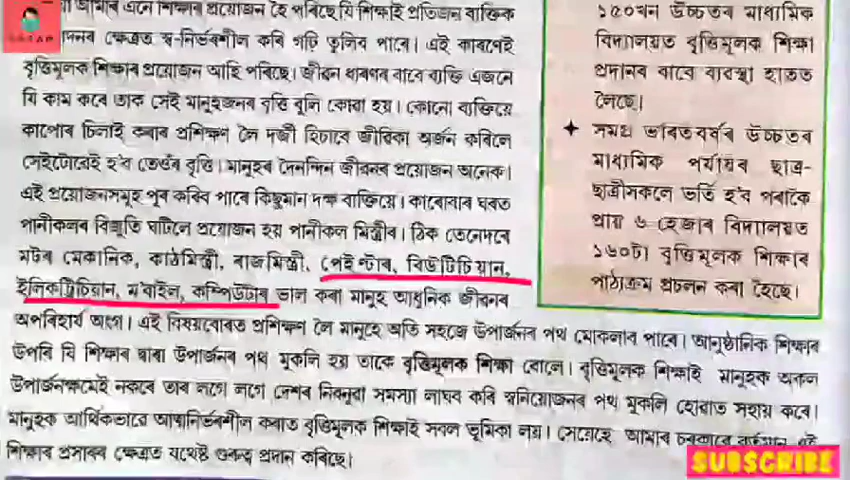 আমাৰ এনে শিক্ষাৰ প্ৰয়োজন হৈ পৰিছে যি শিক্ষাই প্ৰতিজন ব্যক্তিক
ক্ষেত্ৰত স্ব-নিৰ্ভৰশীল কৰি গঢ়ি তুলিব পাৰে। এই কাৰণেই
বৃত্তিমূলক শিক্ষাৰ প্ৰয়োজন আহি পৰিছে। জীৱন ধাৰণৰ বাবে ব্যক্তি এজনে
যি কাম কৰে তাক সেই মানুহজনৰ বৃত্তি বুলি কোৱা হয়। কোনো ব্যক্তিয়ে
কাপোৰ চিলাই কৰাৰ প্ৰশিক্ষণ লৈ দৰ্জী হিচাবে জীৱিকা অৰ্জন কৰিলে
সেইটোৱেই হ'ব তেওঁৰ বৃত্তি। মানুহৰ দৈনন্দিন জীৱনৰ প্ৰয়োজন অনেক।
এই প্ৰয়োজনসমূহ পূৰ কৰিব পাৰে কিছুমান দক্ষ ব্যক্তিয়ে। কাৰোবাৰ ঘৰত
পানীকলৰ বিজুতি ঘটিলে প্ৰয়োজন হয় পানীকল মিস্ত্ৰীৰ। ঠিক তেনেদৰে
মটৰ মেকানিক, কাঠমিস্ত্ৰী, ৰাজমিস্ত্ৰী, পেইণ্টাৰ, বিউটিচিয়ান,
ইলিকট্ৰিচিয়ান, ম'বাইল, কম্পিউটাৰ ভাল কৰা মানুহ আধুনিক জীৱনৰ
অপৰিহাৰ্য অংগ। এই বিষয়বোৰত প্ৰশিক্ষণ লৈ মানুহে অতি সহজে উপাৰ্জনৰ পথ মোকলাব পাৰে। আনুষ্ঠানিক শিক্ষাৰ
উপৰি যি শিক্ষাৰ দ্বাৰা উপাৰ্জনৰ পথ মুকলি হয় তাকে বৃত্তিমূলক শিক্ষা বোলে। বৃত্তিমূলক শিক্ষাই মানুহক অকল
উপাৰ্জনক্ষমেই নকৰে তাৰ লগে লগে দেশৰ নিবনুৱা সমস্যা লাঘব কৰি স্বনিয়োজনৰ পথ মুকলি হোৱাত সহায় কৰে।
মানুহক আৰ্থিকভাৱে আত্মনিৰ্ভৰশীল কৰাত বৃত্তিমূলক শিক্ষাই সবল ভূমিকা লয়। সেয়েহে আমাৰ চৰকাৰে বৰ্তমান এই
শিক্ষাৰ প্ৰসাৰৰ ক্ষেত্ৰত যথেষ্ট গুৰুত্ব প্ৰদান কৰিছে।
১৫০খন উচ্চতৰ মাধ্যমিক
বিদ্যালয়ত বৃত্তিমূলক শিক্ষা
প্ৰদানৰ বাবে ব্যৱস্থা হাতত
লৈছে।
✦ সমগ্ৰ ভাৰতবৰ্ষৰ উচ্চতৰ
মাধ্যমিক পৰ্যায়ৰ ছাত্ৰ-
ছাত্ৰীসকলে ভৰ্তি হ'ব পৰাকৈ
প্ৰায় ৬ হেজাৰ বিদ্যালয়ত
১৬০টা বৃত্তিমূলক শিক্ষাৰ
পাঠ্যক্ৰম প্ৰচলন কৰা হৈছে।
SUBSCRIBE